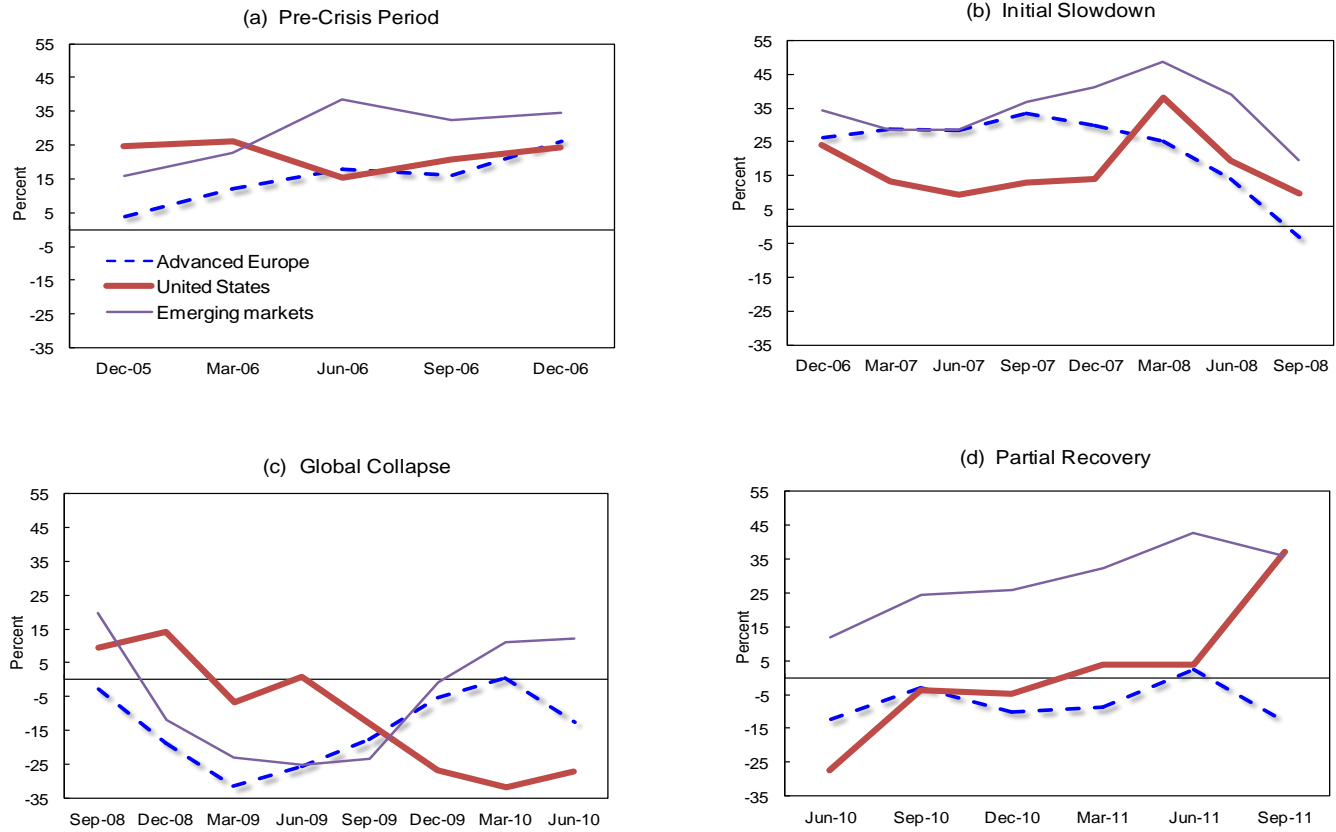 (a) Pre-Crisis Period
55
45
35
25
15
5
-5
-15
-25
-35
Percent
Advanced Europe
United States
Emerging markets
Dec-05 Mar-06 Jun-06 Sep-06 Dec-06
(b) Initial Slowdown
55
45
35
25
15
5
-5
-15
-25
-35
Percent
Dec-06 Mar-07 Jun-07 Sep-07 Dec-07 Mar-08 Jun-08 Sep-08
(c) Global Collapse
55
45
35
25
15
5
-5
-15
-25
-35
Percent
Sep-08 Dec-08 Mar-09 Jun-09 Sep-09 Dec-09 Mar-10 Jun-10
(d) Partial Recovery
55
45
35
25
15
5
-5
-15
-25
-35
Percent
Jun-10 Sep-10 Dec-10 Mar-11 Jun-11 Sep-11